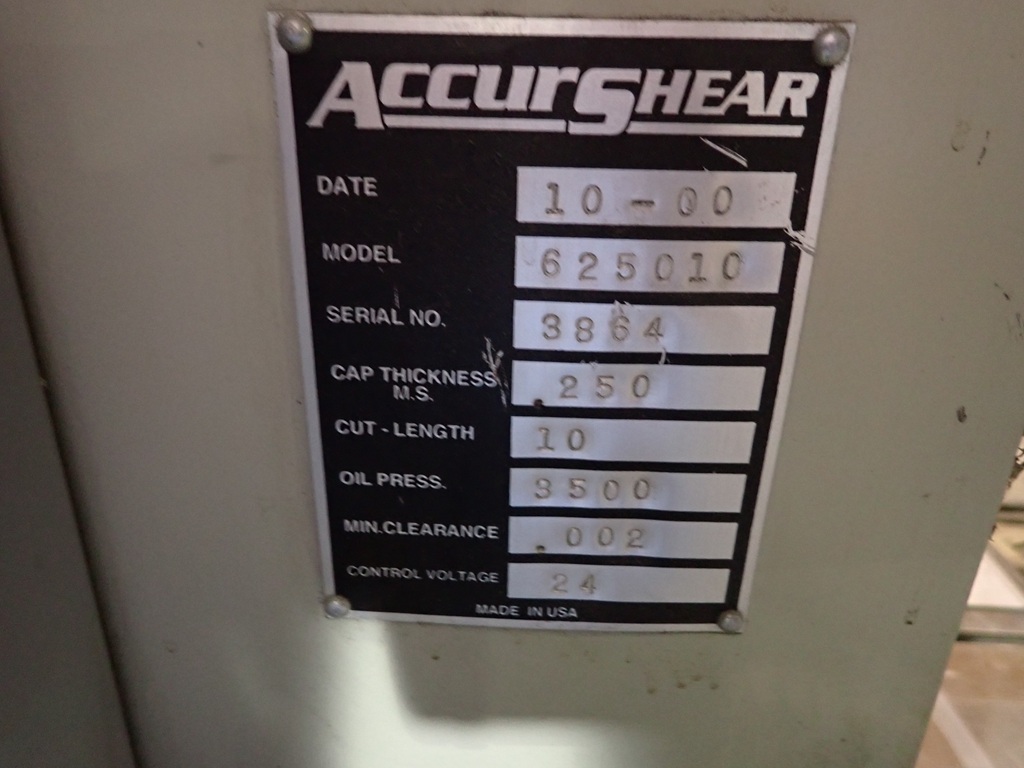 ACCURSHEAR
DATE 10-00
MODEL 625010
SERIAL NO. 3864
CAP THICKNESS .250
M.S.
CUT - LENGTH 10
OIL PRESS. 3500
MIN.CLEARANCE .002
CONTROL VOLTAGE 24
MADE IN USA